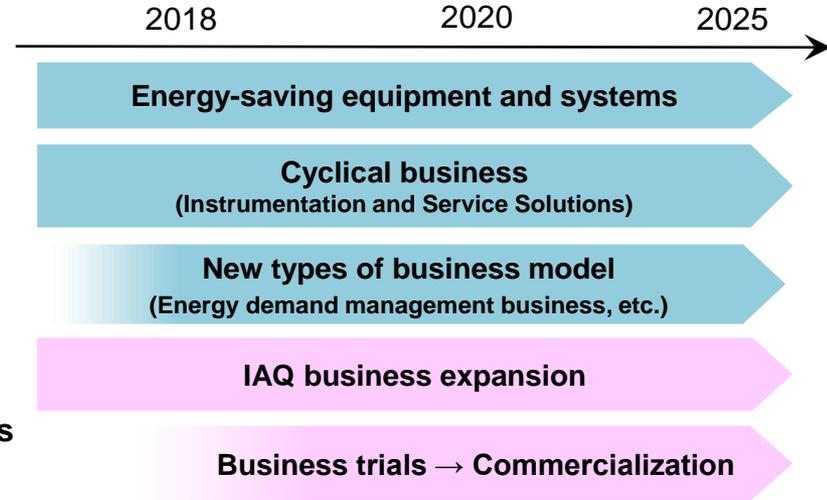 2018 2020 2025
Energy-saving equipment and systems
Cyclical business
(Instrumentation and Service Solutions)
New types of business model
(Energy demand management business, etc.)
IAQ business expansion
s
Business trials → Commercialization